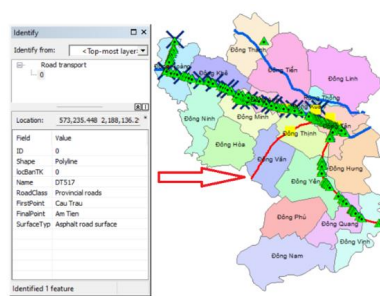 Identify
Identify from:
<Top-most layer>
Road transport
0
Location:
573,235.448 2,188,136.2
Field
Value
ID
0
Shape
Polyline
locBanTK
0
Name
DT517
RoadClass
Provincial roads
FirstPoint
Cau Trau
FinalPoint
Am Tien
SurfaceTyp
Asphalt road surface
Identified 1 feature
Đông Thanh
Đông Tiến
Đông Lĩnh
Đông Khê
Đông Ninh
Đông Minh
Đông Thịnh
Đông Hòa
Đông Văn
Đông Yên
Đông Hưng
Đông Phú
Đông Quang
Đông Vinh
Đông Nam